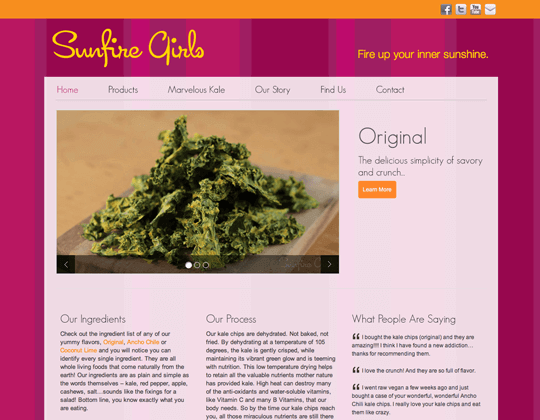 Sunfire Girls
Fire up your inner sunshine.
Home Products Marvelous Kale Our Story Find Us Contact
Original
The delicious simplicity of savory
and crunch..
Learn More
Our Ingredients
Check out the ingredient list of any of our
yummy flavors, Original, Ancho Chile or
Coconut Lime and you will notice you can
identify every single ingredient. They are all
whole living foods that come naturally from the
earth! Our ingredients are as plain and simple as
the words themselves – kale, red pepper, apple,
cashews, salt...sounds like the fixings for a
salad! Bottom line, you know exactly what you
are eating.
Our Process
Our kale chips are dehydrated. Not baked, not
fried. By dehydrating at a temperature of 105
degrees, the kale is gently crisped, while
maintaining its vibrant green glow and is teeming
with nutrition. This low temperature drying helps
to retain all the valuable nutrients mother nature
has provided kale. High heat can destroy many
of the anti-oxidants and water-soluble vitamins,
like Vitamin C and many B Vitamins, that our
body needs. So by the time our kale chips reach
you, all those miraculous nutrients are still there
What People Are Saying
“ I bought the kale chips (original) and they are
amazing!!!! I think I have found a new addiction…
thanks for recommending them.
“ I love the crunch! And they are so full of flavor.
“ I went raw vegan a few weeks ago and just
bought a case of your wonderful, wonderful Ancho
Chili kale chips. I really love your kale chips and eat
them like crazy.